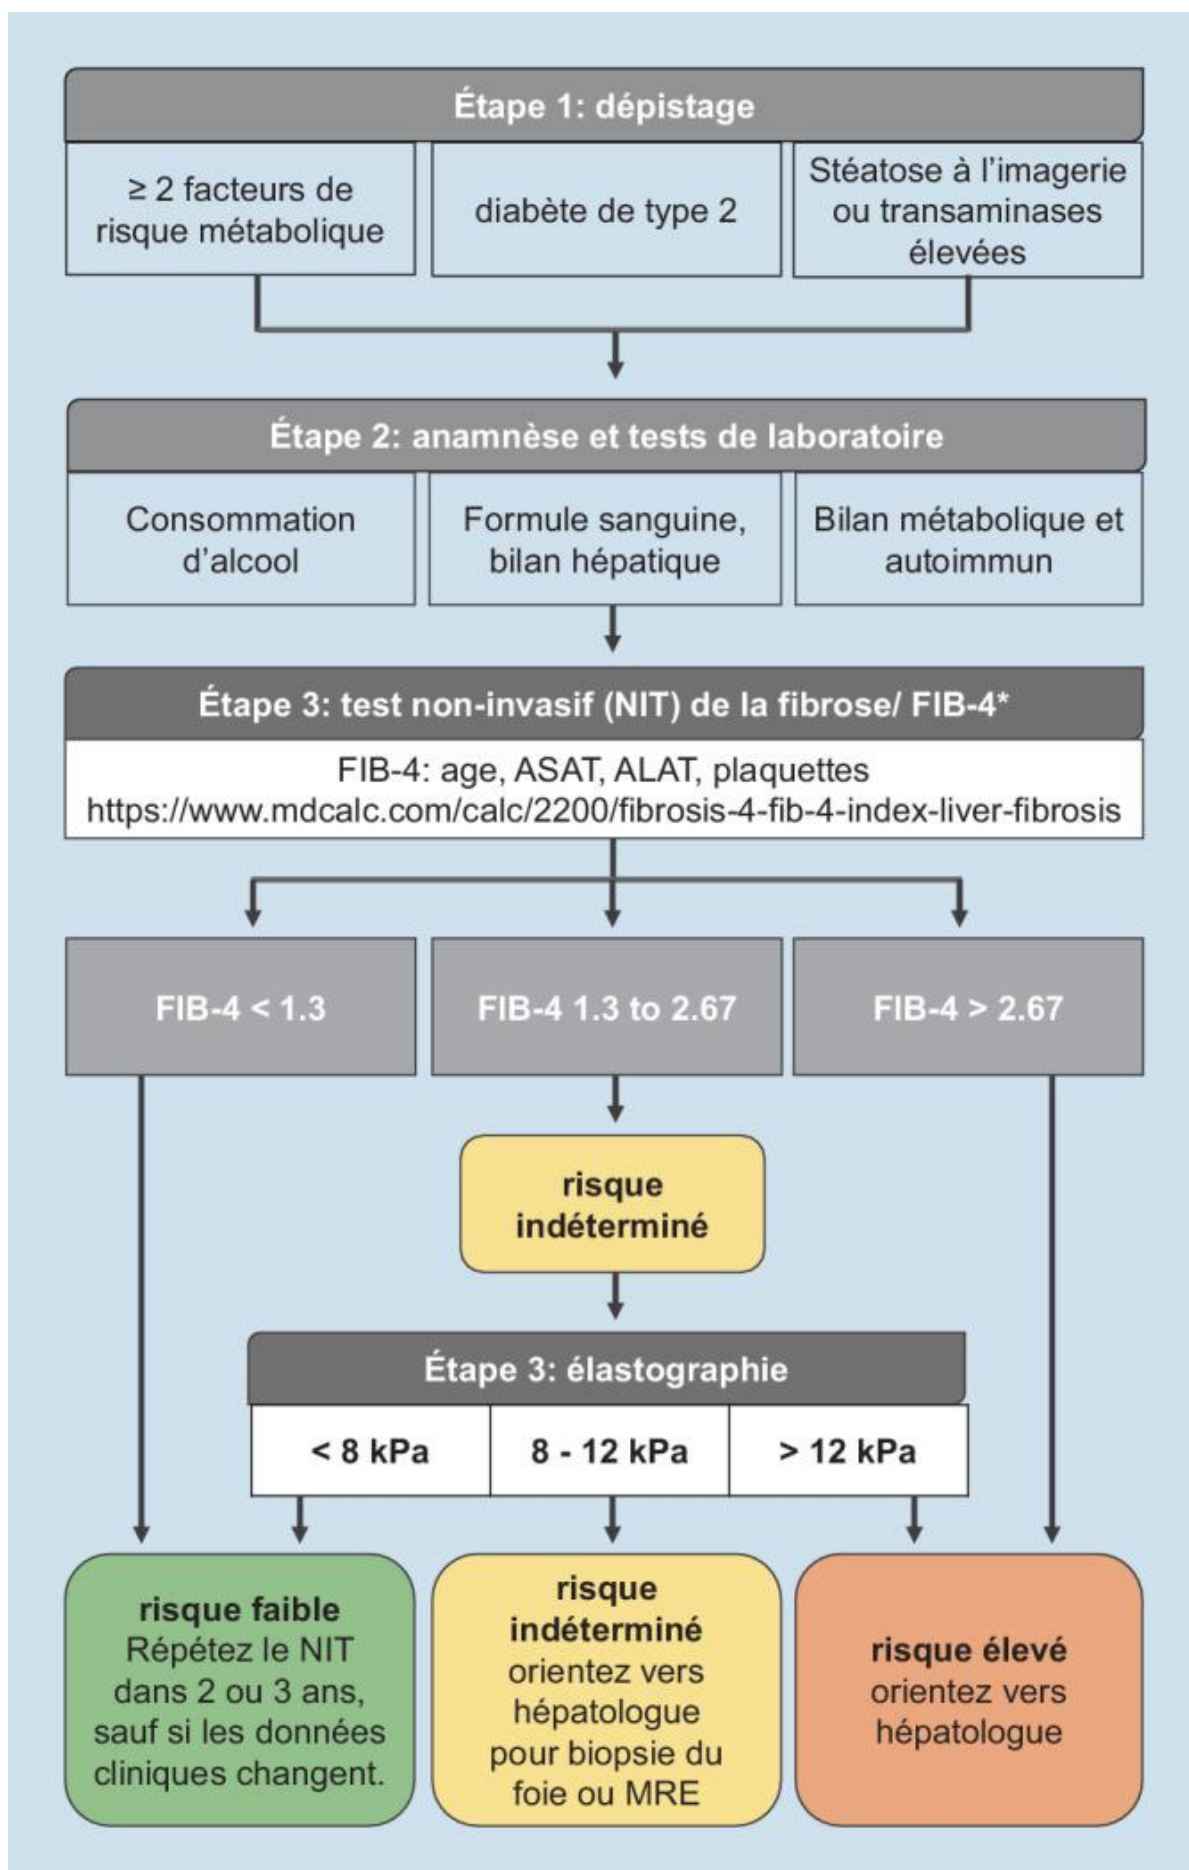 Étape 1: dépistage
≥ 2 facteurs de
risque métabolique
diabète de type 2
Stéatose à l'imagerie
ou transaminases
élevées
Étape 2: anamnèse et tests de laboratoire
Consommation
d'alcool
Formule sanguine,
bilan hépatique
Bilan métabolique et
autoimmun
Étape 3: test non-invasif (NIT) de la fibrose/ FIB-4*
FIB-4: age, ASAT, ALAT, plaquettes
https://www.mdcalc.com/calc/2200/fibrosis-4-fib-4-index-liver-fibrosis
FIB-4 < 1.3
FIB-4 1.3 to 2.67
FIB-4 > 2.67
risque
indéterminé
Étape 3: élastographie
< 8 kPa
8 - 12 kPa
> 12 kPa
risque faible
Répétez le NIT
dans 2 ou 3 ans,
sauf si les données
cliniques changent.
risque
indéterminé
orientez vers
hépatologue
pour biopsie du
foie ou MRE
risque élevé
orientez vers
hépatologue